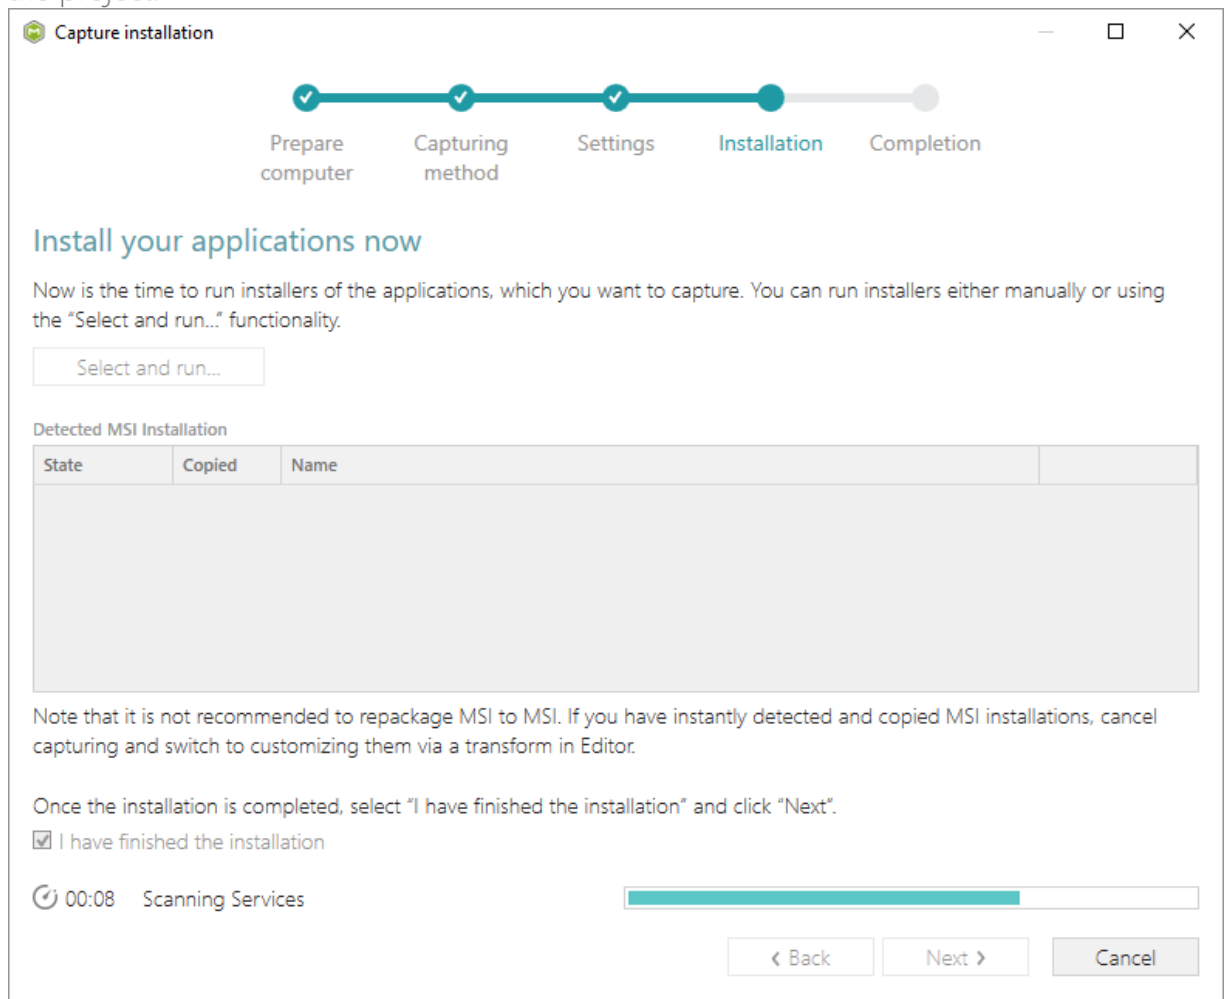 Capture installation
Prepare computer
Capturing method
Settings
Installation
Completion
Install your applications now
Now is the time to run installers of the applications, which you want to capture. You can run installers either manually or using
the “Select and run...” functionality.
Select and run...
Detected MSI Installation
State Copied Name
Note that it is not recommended to repackage MSI to MSI. If you have instantly detected and copied MSI installations, cancel
capturing and switch to customizing them via a transform in Editor.
Once the installation is completed, select “I have finished the installation” and click “Next”.
I have finished the installation
00:08 Scanning Services
Back Next Cancel